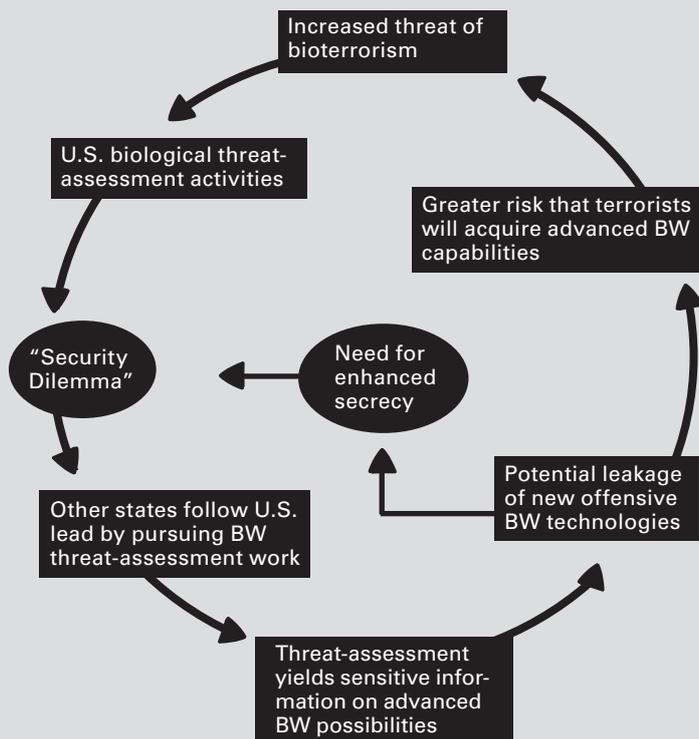 Increased threat of
bioterrorism
U.S. biological threat-
assessment activities
Greater risk that terrorists
will acquire advanced BW
capabilities
“Security
Dilemma”
Need for
enhanced
secrecy
Potential leakage
of new offensive
BW technologies
Other states follow U.S.
lead by pursuing BW
threat-assessment work
Threat-assessment
yields sensitive infor-
mation on advanced
BW possibilities